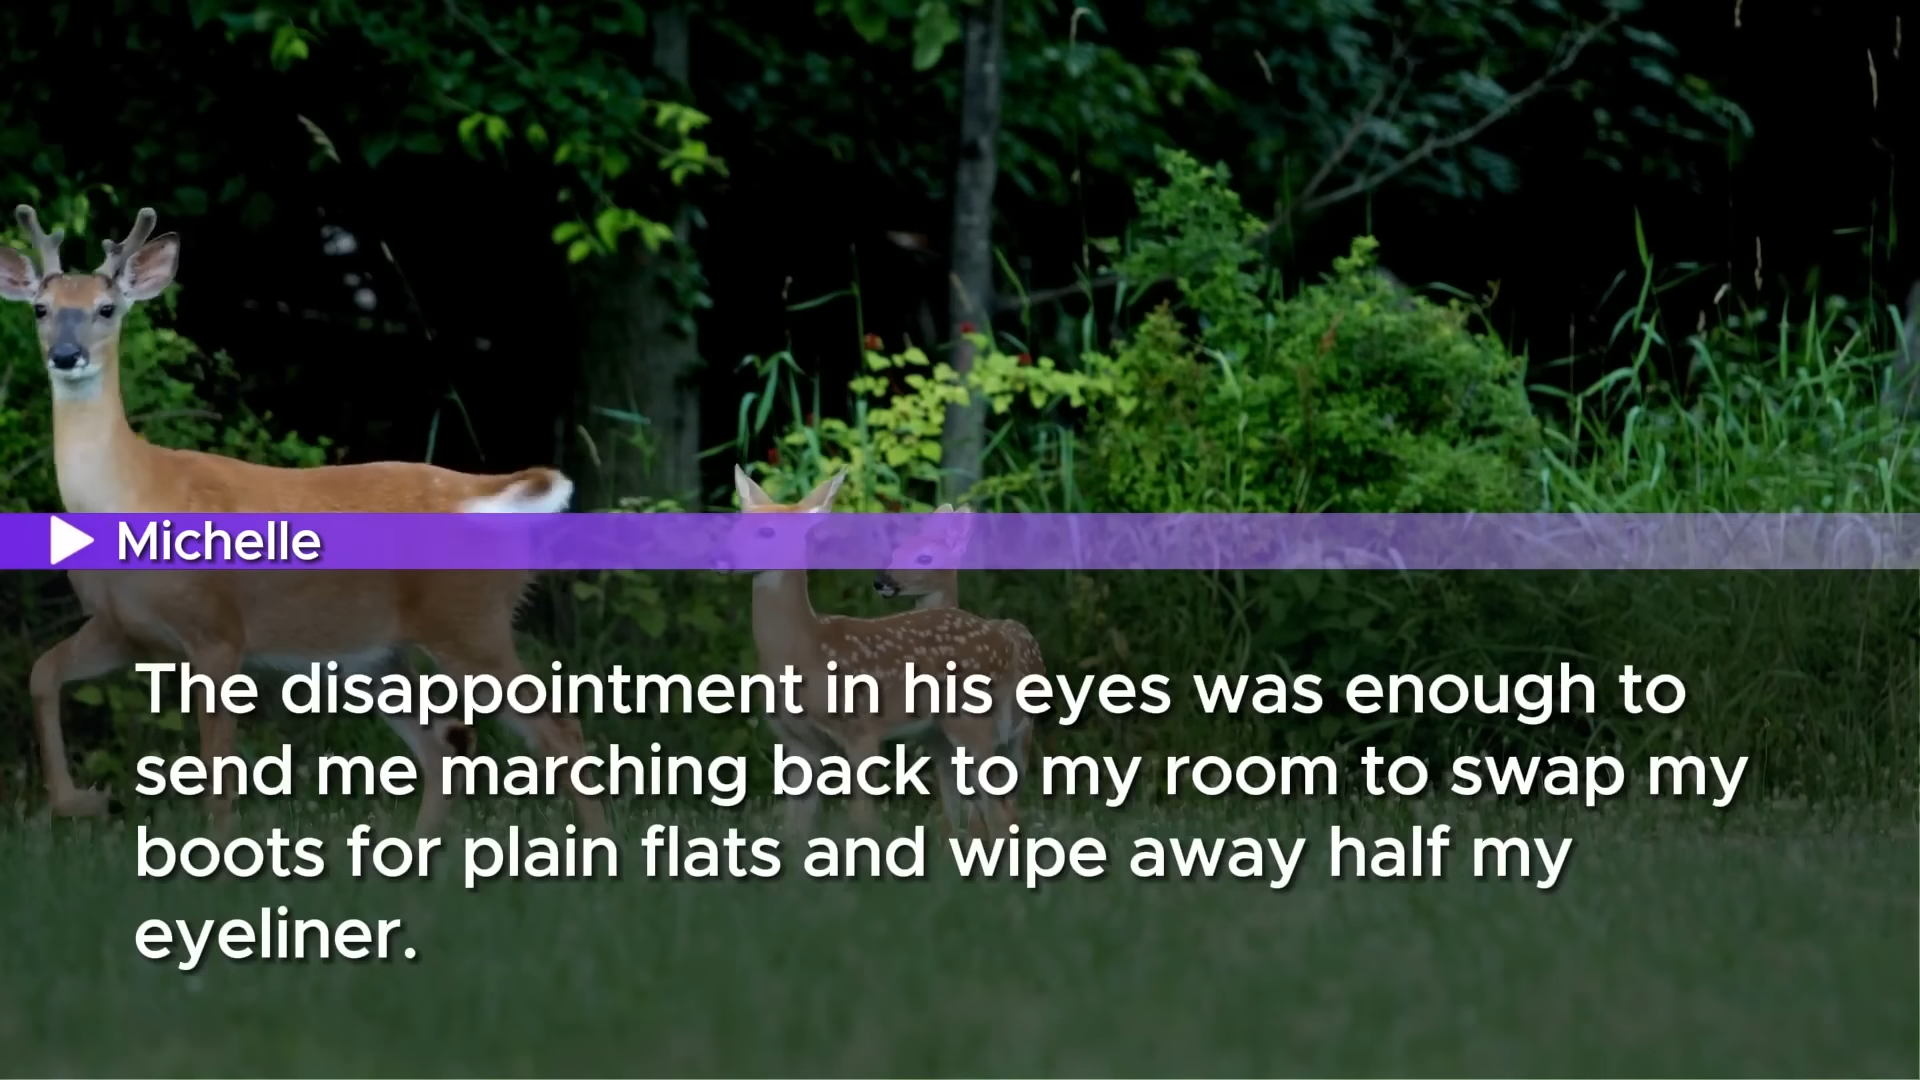 Michelle
The disappointment in his eyes was enough to
send me marching back to my room to swap my
boots for plain flats and wipe away half my
eyeliner.